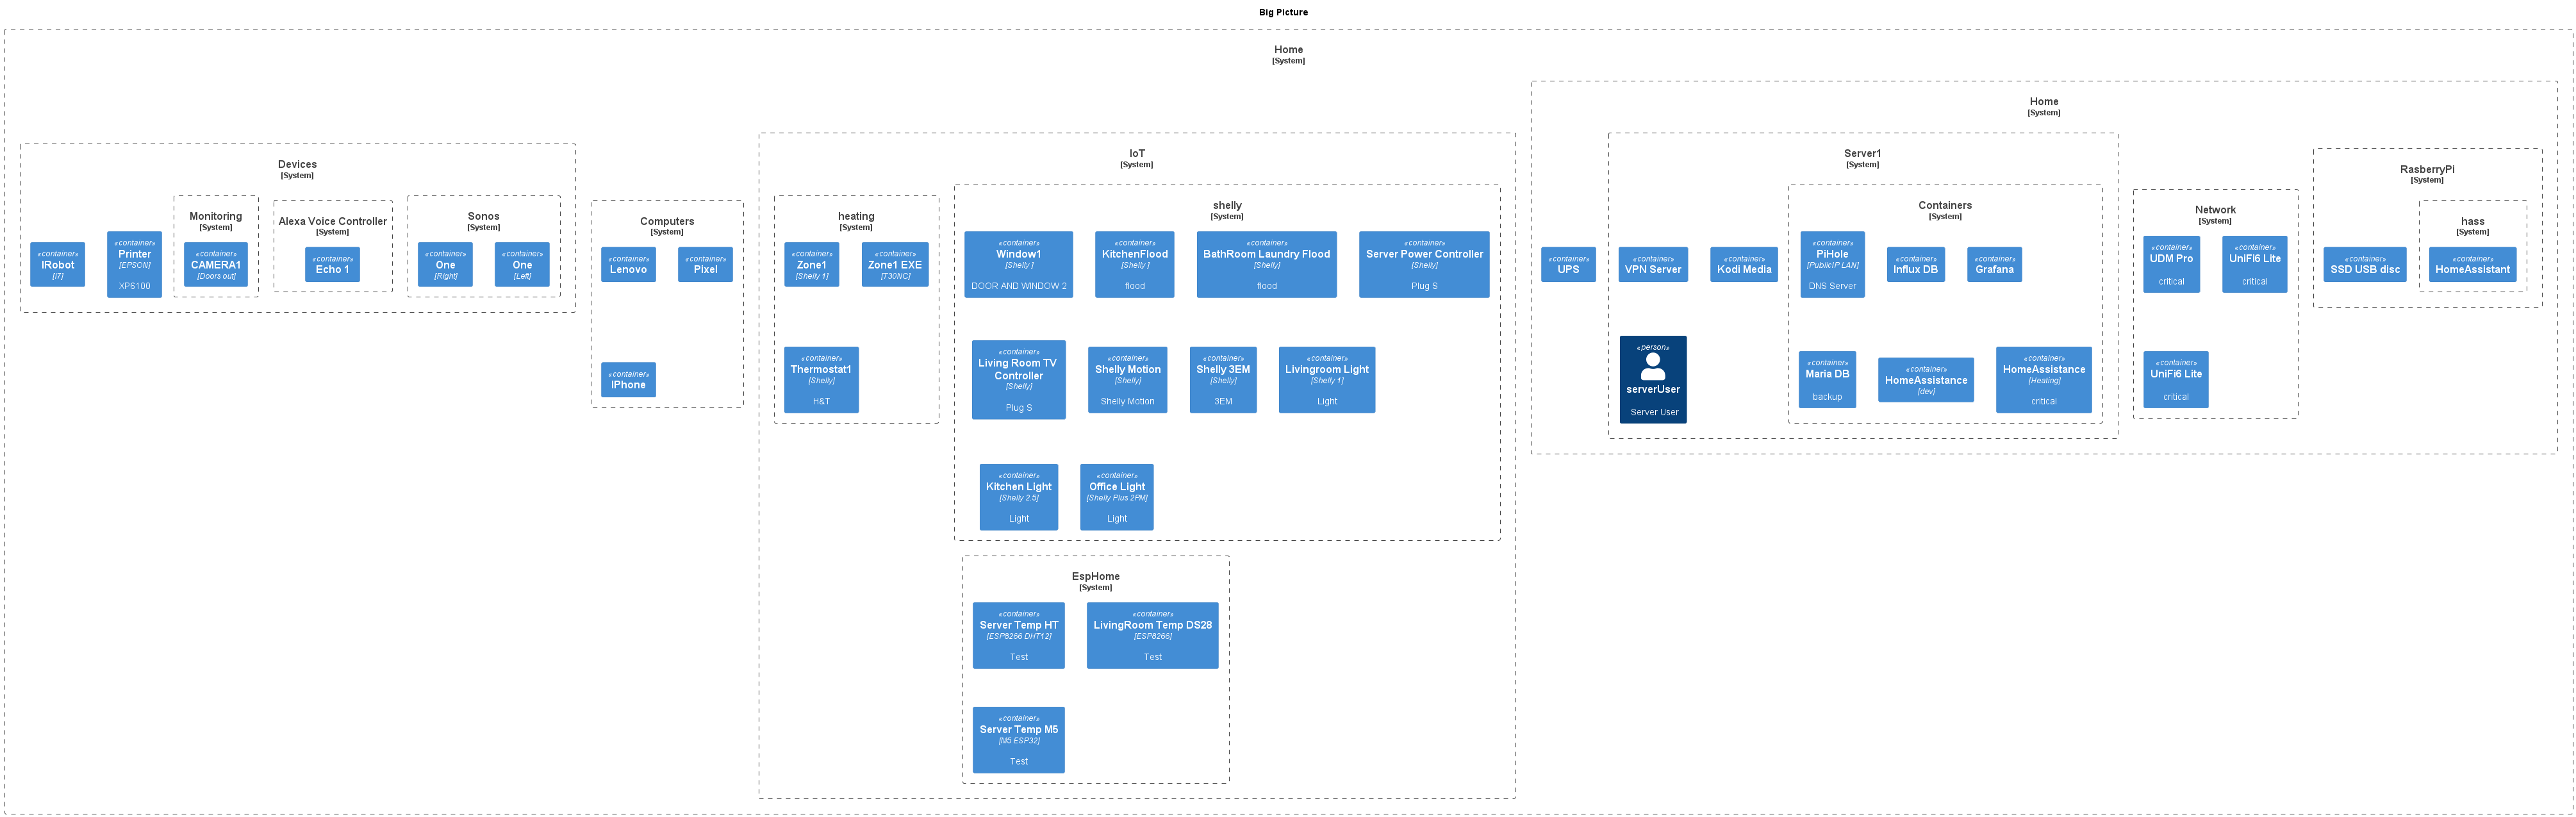 Big Picture
Home
[System]
Devices
[System]
«container»
IRobot
[i7]
«container»
Printer
[EPSON]
XP6100
Monitoring
[System]
«container»
CAMERA1
[Doors out]
Alexa Voice Controller
[System]
«container»
Echo 1
Sonos
[System]
«container»
One
[Right]
«container»
One
[Left]
Computers
[System]
«container»
Lenovo
«container»
Pixel
«container»
IPhone
IoT
[System]
heating
[System]
«container»
Zone1
[Shelly 1]
«container»
Zone1 EXE
[T30NC]
«container»
Thermostat1
[Shelly]
H&T
shelly
[System]
«container»
Window1
[Shelly ]
DOOR AND WINDOW 2
«container»
KitchenFlood
[Shelly ]
flood
«container»
BathRoom Laundry Flood
[Shelly]
flood
«container»
Server Power Controller
[Shelly]
Plug S
«container»
Living Room TV
Controller
[Shelly]
Plug S
«container»
Shelly Motion
[Shelly]
Shelly Motion
«container»
Shelly 3EM
[Shelly]
3EM
«container»
Livingroom Light
[Shelly 1]
Light
«container»
Kitchen Light
[Shelly 2.5]
Light
«container»
Office Light
[Shelly Plus 2PM]
Light
EspHome
[System]
«container»
Server Temp HT
[ESP8266 DHT12]
Test
«container»
LivingRoom Temp DS28
[ESP8266]
Test
«container»
Server Temp M5
[M5 ESP32]
Test
Home
[System]
«container»
UPS
Server1
[System]
«container»
VPN Server
«container»
Kodi Media
«person»
serverUser
Server User
Containers
[System]
«container»
PiHole
[PublicIP LAN]
DNS Server
«container»
Influx DB
«container»
Grafana
«container»
Maria DB
backup
«container»
HomeAssistance
[dev]
«container»
HomeAssistance
[Heating]
critical
Network
[System]
«container»
UDM Pro
critical
«container»
UniFi6 Lite
critical
«container»
UniFi6 Lite
critical
RasberryPi
[System]
«container»
SSD USB disc
hass
[System]
«container»
HomeAssistant